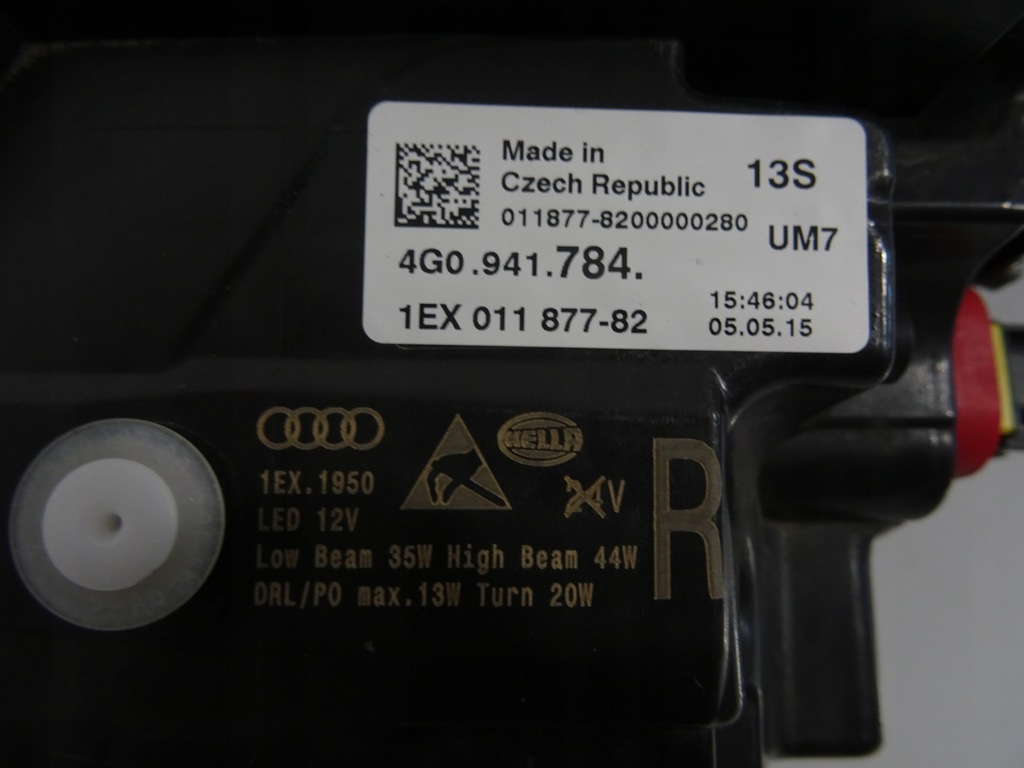 Made in
Czech Republic
13S
011877-8200000280
UM7
4G0.941.784.
1EX 011 877-82
15:46:04
05.05.15
HELLA
1EX.1950
24V
R
LED 12V
Low Beam 35W High Beam 44W
DRL/PO max.13W Turn 20W